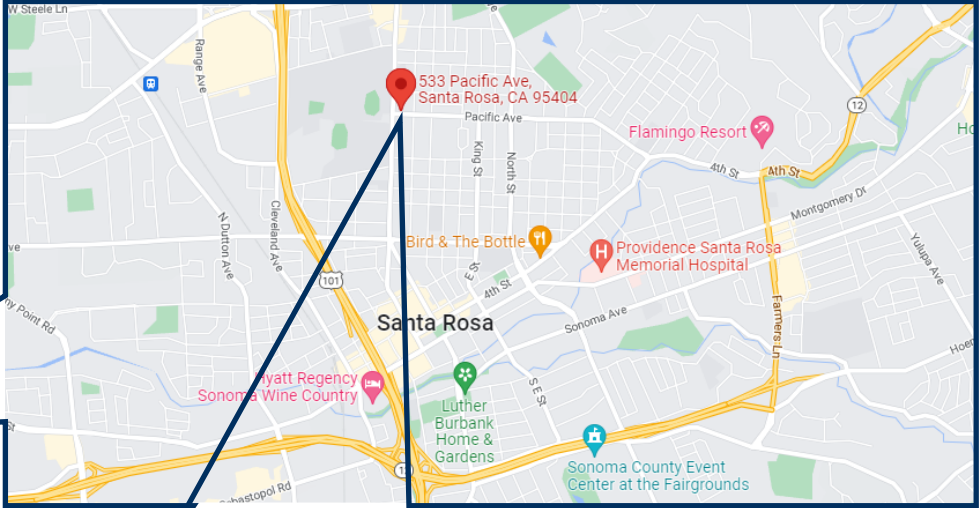 W Steele Ln
Range Ave
533 Pacific Ave,
Santa Rosa, CA 95404
Pacific Ave
12
Flamingo Resort
4th St
4th St
King St
North St
Montgomery Dr
N Dutton Ave
Cleveland Ave
Bird & The Bottle
Providence Santa Rosa
Memorial Hospital
Yulupa Ave
101
E St
4th St
Santa Rosa
Sonoma Ave
Farmers Ln
Hyatt Regency
Sonoma Wine Country
S E St
Luther
Burbank
Home &
Gardens
Sonoma County Event
Center at the Fairgrounds